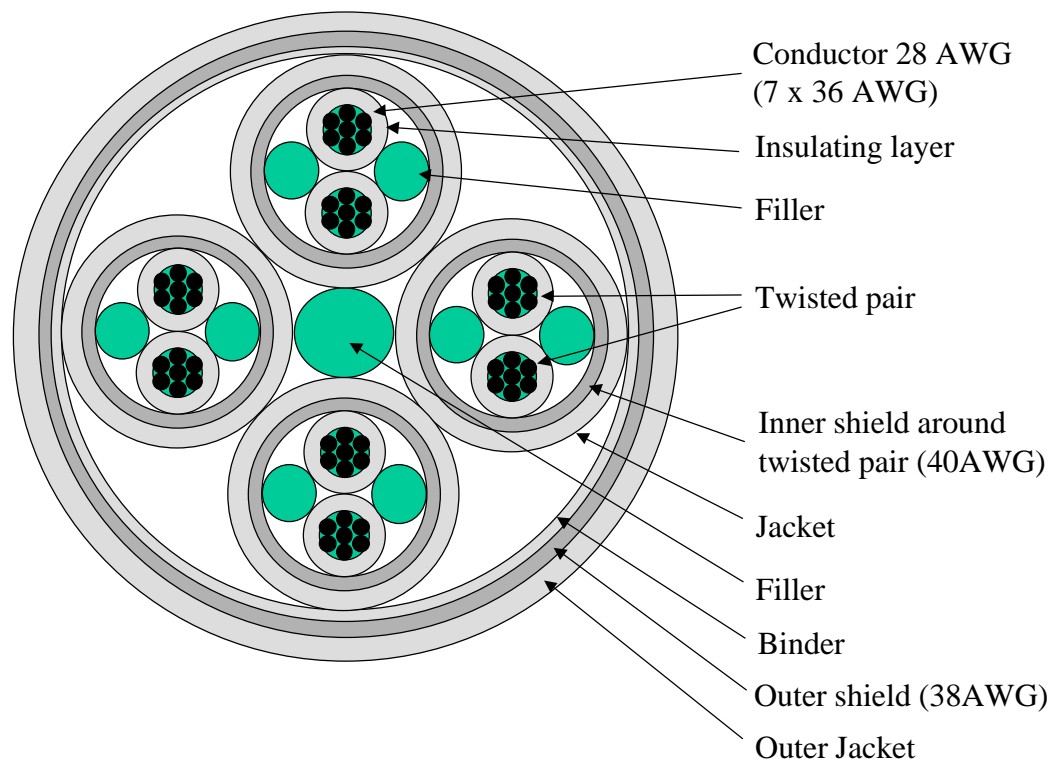 Conductor 28 AWG
(7 x 36 AWG)
Insulating layer
Filler
Twisted pair
Inner shield around
twisted pair (40AWG)
Jacket
Filler
Binder
Outer shield (38AWG)
Outer Jacket